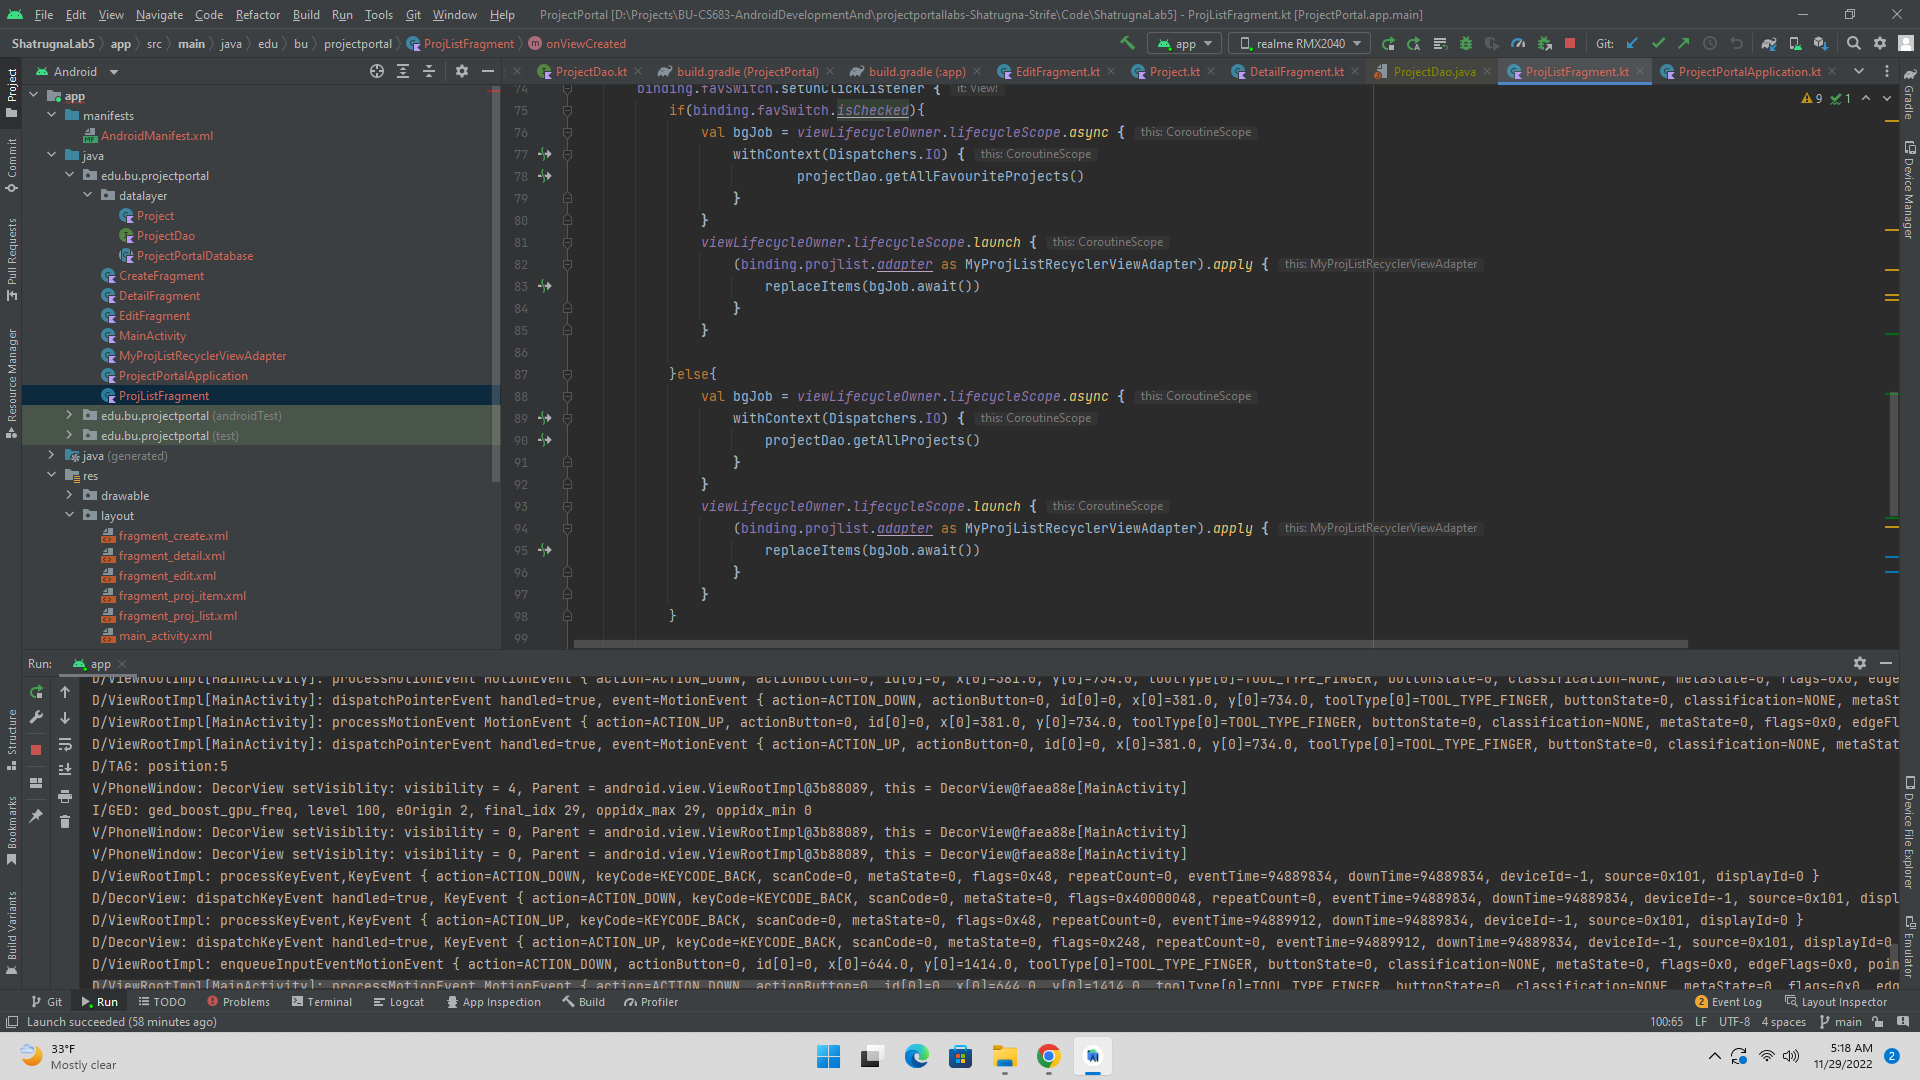 File Edit View Navigate Code Refactor Build Run Tools Git Window Help ProjectPortal [D:\Projects\BU-CS683-AndroidDevelopmentAnd\projectportallabs-Shatrugna-Strife\Code\ShatrugnaLab5] - ProjListFragment.kt [ProjectPortal.app.main]
ShatrugnaLab5 app src main java edu bu projectportal ProjListFragment onViewCreated app realme RMX2040 Git:
Android ProjectDao.kt build.gradle (ProjectPortal) build.gradle (:app) EditFragment.kt Project.kt DetailFragment.kt ProjectDao.java ProjListFragment.kt ProjectPortalApplication.kt
Project
Commit
Pull Requests
Resource Manager
Structure
Bookmarks
Build Variants
app
manifests
AndroidManifest.xml
java
edu.bu.projectportal
datalayer
Project
ProjectDao
ProjectPortalDatabase
CreateFragment
DetailFragment
EditFragment
MainActivity
MyProjListRecyclerViewAdapter
ProjectPortalApplication
ProjListFragment
edu.bu.projectportal (androidTest)
edu.bu.projectportal (test)
java (generated)
res
drawable
layout
fragment_create.xml
fragment_detail.xml
fragment_edit.xml
fragment_proj_item.xml
fragment_proj_list.xml
main_activity.xml
9 1
74 binding.favSwitch.setOnClickListener { it: View!
75 if(binding.favSwitch.isChecked){
76 val bgJob = viewLifecycleOwner.lifecycleScope.async { this: CoroutineScope
77 withContext(Dispatchers.IO) { this: CoroutineScope
78 projectDao.getAllFavouriteProjects()
79 }
80 }
81 viewLifecycleOwner.lifecycleScope.launch { this: CoroutineScope
82 (binding.projlist.adapter as MyProjListRecyclerViewAdapter).apply { this: MyProjListRecyclerViewAdapter
83 replaceItems(bgJob.await())
84 }
85 }
86
87 }else{
88 val bgJob = viewLifecycleOwner.lifecycleScope.async { this: CoroutineScope
89 withContext(Dispatchers.IO) { this: CoroutineScope
90 projectDao.getAllProjects()
91 }
92 }
93 viewLifecycleOwner.lifecycleScope.launch { this: CoroutineScope
94 (binding.projlist.adapter as MyProjListRecyclerViewAdapter).apply { this: MyProjListRecyclerViewAdapter
95 replaceItems(bgJob.await())
96 }
97 }
98 }
99
Gradle
Device Manager
Device File Explorer
Emulator
Run: app
D/ViewRootImpl[MainActivity]: processMotionEvent MotionEvent { action=ACTION_DOWN, actionButton=0, id[0]=0, x[0]=381.0, y[0]=734.0, toolType[0]=TOOL_TYPE_FINGER, buttonState=0, classification=NONE, metaState=0, flags=0x0, edge
D/ViewRootImpl[MainActivity]: dispatchPointerEvent handled=true, event=MotionEvent { action=ACTION_DOWN, actionButton=0, id[0]=0, x[0]=381.0, y[0]=734.0, toolType[0]=TOOL_TYPE_FINGER, buttonState=0, classification=NONE, metaSt
D/ViewRootImpl[MainActivity]: processMotionEvent MotionEvent { action=ACTION_UP, actionButton=0, id[0]=0, x[0]=381.0, y[0]=734.0, toolType[0]=TOOL_TYPE_FINGER, buttonState=0, classification=NONE, metaState=0, flags=0x0, edgeFl
D/ViewRootImpl[MainActivity]: dispatchPointerEvent handled=true, event=MotionEvent { action=ACTION_UP, actionButton=0, id[0]=0, x[0]=381.0, y[0]=734.0, toolType[0]=TOOL_TYPE_FINGER, buttonState=0, classification=NONE, metaStat
D/TAG: position:5
V/PhoneWindow: DecorView setVisiblity: visibility = 4, Parent = android.view.ViewRootImpl@3b88089, this = DecorView@faea88e[MainActivity]
I/GED: ged_boost_gpu_freq, level 100, eOrigin 2, final_idx 29, oppidx_max 29, oppidx_min 0
V/PhoneWindow: DecorView setVisiblity: visibility = 0, Parent = android.view.ViewRootImpl@3b88089, this = DecorView@faea88e[MainActivity]
V/PhoneWindow: DecorView setVisiblity: visibility = 0, Parent = android.view.ViewRootImpl@3b88089, this = DecorView@faea88e[MainActivity]
D/ViewRootImpl: processKeyEvent,KeyEvent { action=ACTION_DOWN, keyCode=KEYCODE_BACK, scanCode=0, metaState=0, flags=0x48, repeatCount=0, eventTime=94889834, downTime=94889834, deviceId=-1, source=0x101, displayId=0 }
D/DecorView: dispatchKeyEvent handled=true, KeyEvent { action=ACTION_DOWN, keyCode=KEYCODE_BACK, scanCode=0, metaState=0, flags=0x40000048, repeatCount=0, eventTime=94889834, downTime=94889834, deviceId=-1, source=0x101, displ
D/ViewRootImpl: processKeyEvent,KeyEvent { action=ACTION_UP, keyCode=KEYCODE_BACK, scanCode=0, metaState=0, flags=0x48, repeatCount=0, eventTime=94889912, downTime=94889834, deviceId=-1, source=0x101, displayId=0 }
D/DecorView: dispatchKeyEvent handled=true, KeyEvent { action=ACTION_UP, keyCode=KEYCODE_BACK, scanCode=0, metaState=0, flags=0x248, repeatCount=0, eventTime=94889912, downTime=94889834, deviceId=-1, source=0x101, displayId=0
D/ViewRootImpl: enqueueInputEventMotionEvent { action=ACTION_DOWN, actionButton=0, id[0]=0, x[0]=644.0, y[0]=1414.0, toolType[0]=TOOL_TYPE_FINGER, buttonState=0, classification=NONE, metaState=0, flags=0x0, edgeFlags=0x0, poin
D/ViewRootImpl[MainActivity]: processMotionEvent MotionEvent { action=ACTION_DOWN, actionButton=0, id[0]=0, x[0]=644.0, y[0]=1414.0, toolType[0]=TOOL_TYPE_FINGER, buttonState=0, classification=NONE, metaState=0, flags=0x0, edg
Git Run TODO Problems Terminal Logcat App Inspection Build Profiler 2 Event Log Layout Inspector
Launch succeeded (58 minutes ago) 100:65 LF UTF-8 4 spaces main
33°F
Mostly clear
5:18 AM
11/29/2022
2